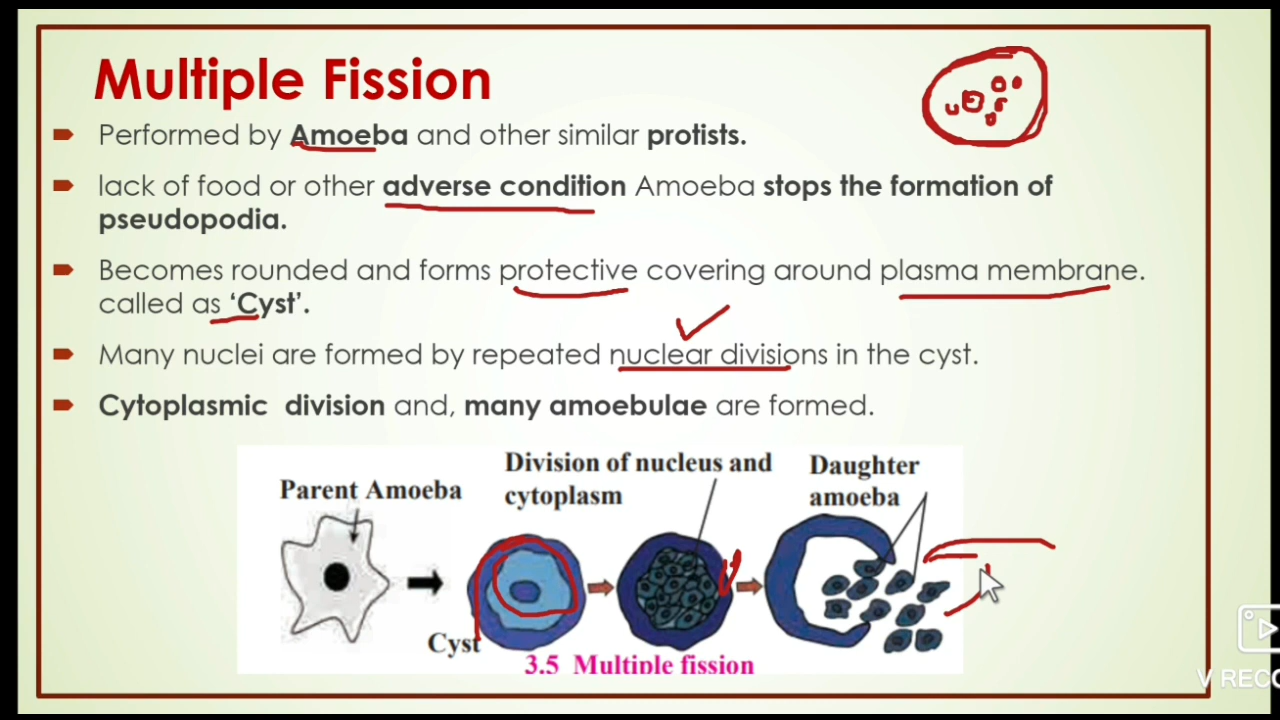 Multiple Fission
Performed by Amoeba and other similar protists.
lack of food or other adverse condition Amoeba stops the formation of
pseudopodia.
Becomes rounded and forms protective covering around plasma membrane.
called as ‘Cyst’.
Many nuclei are formed by repeated nuclear divisions in the cyst.
Cytoplasmic division and, many amoebulae are formed.
Parent Amoeba
Division of nucleus and
cytoplasm
Daughter
amoeba
Cyst
3.5 Multiple fission